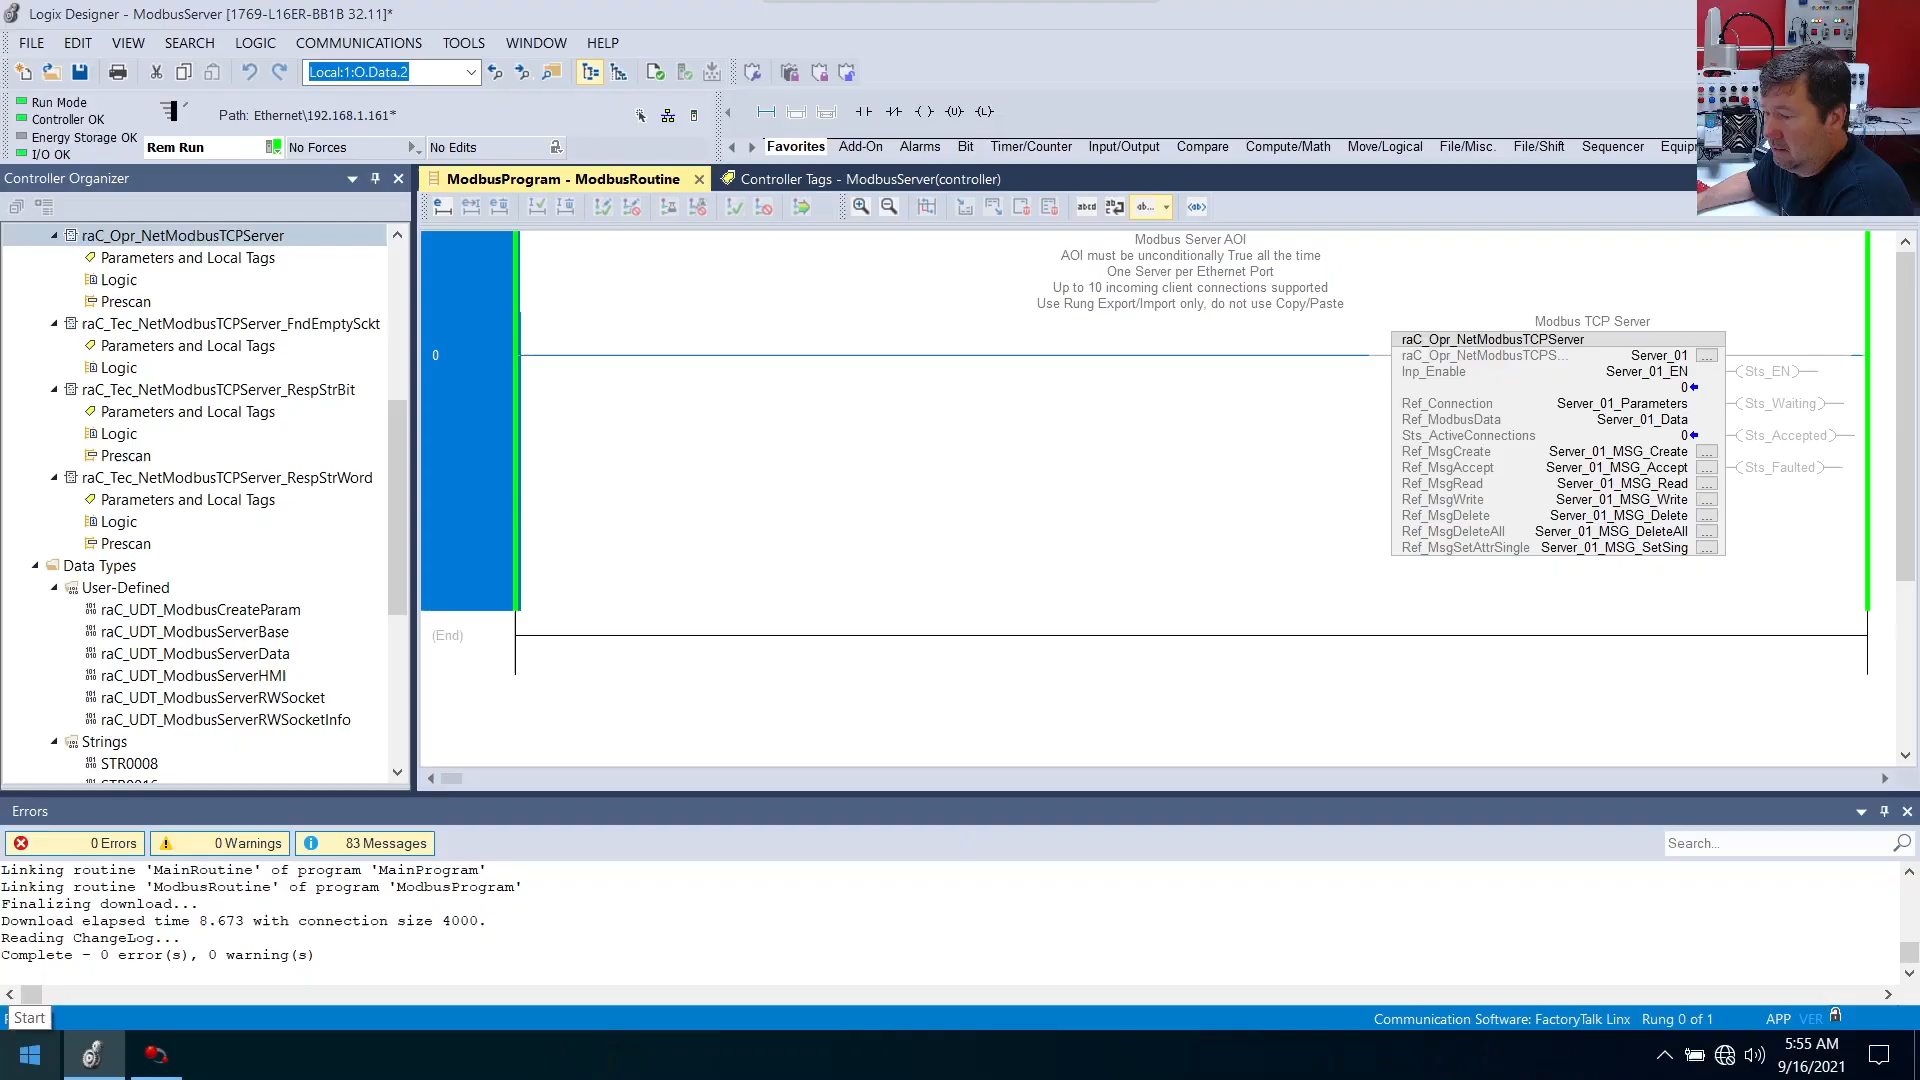 Logix Designer - ModbusServer [1769-L16ER-BB1B 32.11]*
FILE EDIT VIEW SEARCH LOGIC COMMUNICATIONS TOOLS WINDOW HELP
Local:1:O.Data.2
Run Mode
Controller OK
Energy Storage OK
I/O OK
Path: Ethernet\192.168.1.161*
Rem Run
No Forces
No Edits
Favorites Add-On Alarms Bit Timer/Counter Input/Output Compare Compute/Math Move/Logical File/Misc. File/Shift Sequencer Equip
Controller Organizer
ModbusProgram - ModbusRoutine
Controller Tags - ModbusServer(controller)
raC_Opr_NetModbusTCPServer
Parameters and Local Tags
Logic
Prescan
raC_Tec_NetModbusTCPServer_FndEmptySckt
Parameters and Local Tags
Logic
raC_Tec_NetModbusTCPServer_RespStrBit
Parameters and Local Tags
Logic
Prescan
raC_Tec_NetModbusTCPServer_RespStrWord
Parameters and Local Tags
Logic
Prescan
Data Types
User-Defined
raC_UDT_ModbusCreateParam
raC_UDT_ModbusServerBase
raC_UDT_ModbusServerData
raC_UDT_ModbusServerHMI
raC_UDT_ModbusServerRWSocket
raC_UDT_ModbusServerRWSocketInfo
Strings
STR0008
STR0016
Modbus Server AOI
AOI must be unconditionally True all the time
One Server per Ethernet Port
Up to 10 incoming client connections supported
Use Rung Export/Import only, do not use Copy/Paste
Modbus TCP Server
raC_Opr_NetModbusTCPServer
0
raC_Opr_NetModbusTCPS... Server_01 ...
Inp_Enable Server_01_EN
0
Ref_Connection Server_01_Parameters
Ref_ModbusData Server_01_Data
Sts_ActiveConnections 0
Ref_MsgCreate Server_01_MSG_Create ...
Ref_MsgAccept Server_01_MSG_Accept ...
Ref_MsgRead Server_01_MSG_Read ...
Ref_MsgWrite Server_01_MSG_Write ...
Ref_MsgDelete Server_01_MSG_Delete ...
Ref_MsgDeleteAll Server_01_MSG_DeleteAll ...
Ref_MsgSetAttrSingle Server_01_MSG_SetSing ...
Sts_EN
Sts_Waiting
Sts_Accepted
Sts_Faulted
(End)
Errors
0 Errors
0 Warnings
83 Messages
Search...
Linking routine 'MainRoutine' of program 'MainProgram'
Linking routine 'ModbusRoutine' of program 'ModbusProgram'
Finalizing download...
Download elapsed time 8.673 with connection size 4000.
Reading ChangeLog...
Complete - 0 error(s), 0 warning(s)
Start
Communication Software: FactoryTalk Linx Rung 0 of 1 APP VER
5:55 AM
9/16/2021